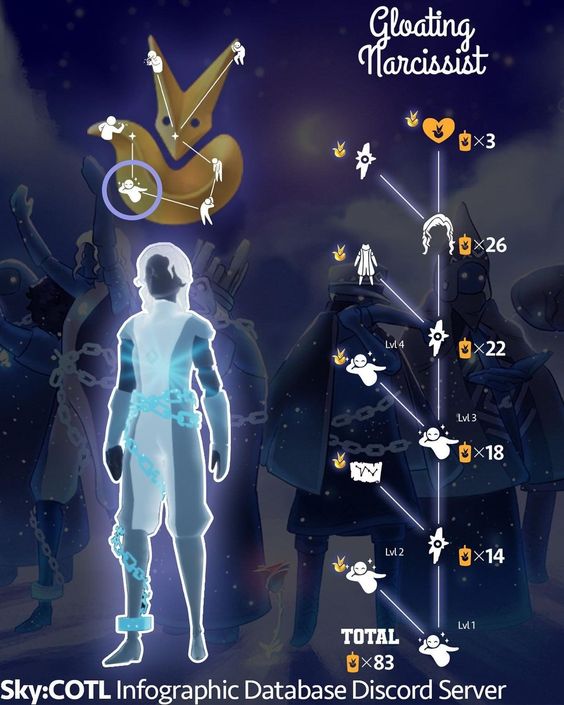 Gloating
Narcissist
×3
×26
×22
Lvl 4
Lvl 3
×18
×14
Lvl 2
Lvl 1
TOTAL
×83
Sky:COTL Infographic Database Discord Server